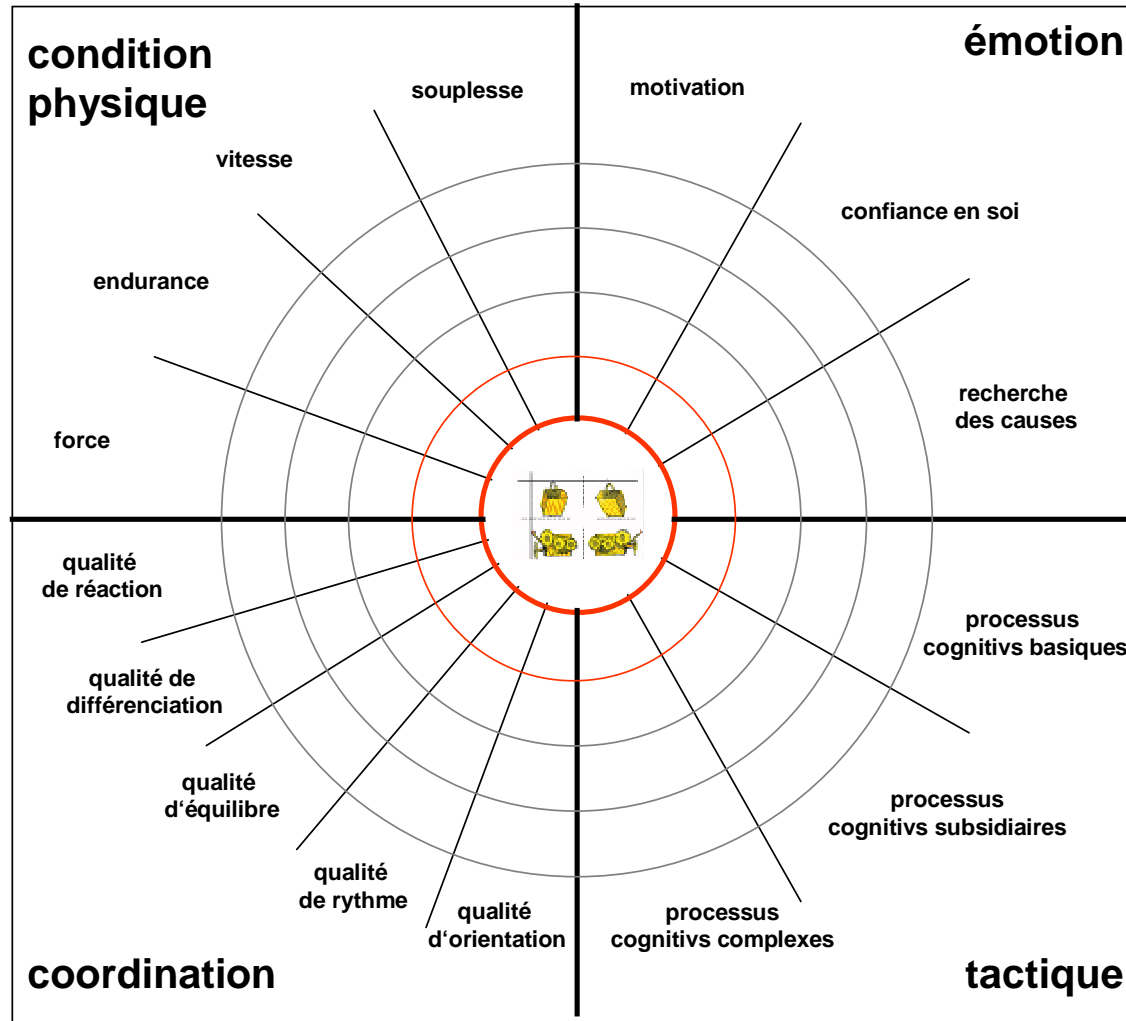 condition
physique
émotion
souplesse
motivation
vitesse
confiance en soi
endurance
recherche
des causes
force
qualité
de réaction
processus
cognitivs basiques
qualité de
différenciation
qualité
d‘équilibre
processus
cognitivs subsidiaires
qualité
de rythme
qualité
d‘orientation
processus
cognitivs complexes
coordination
tactique